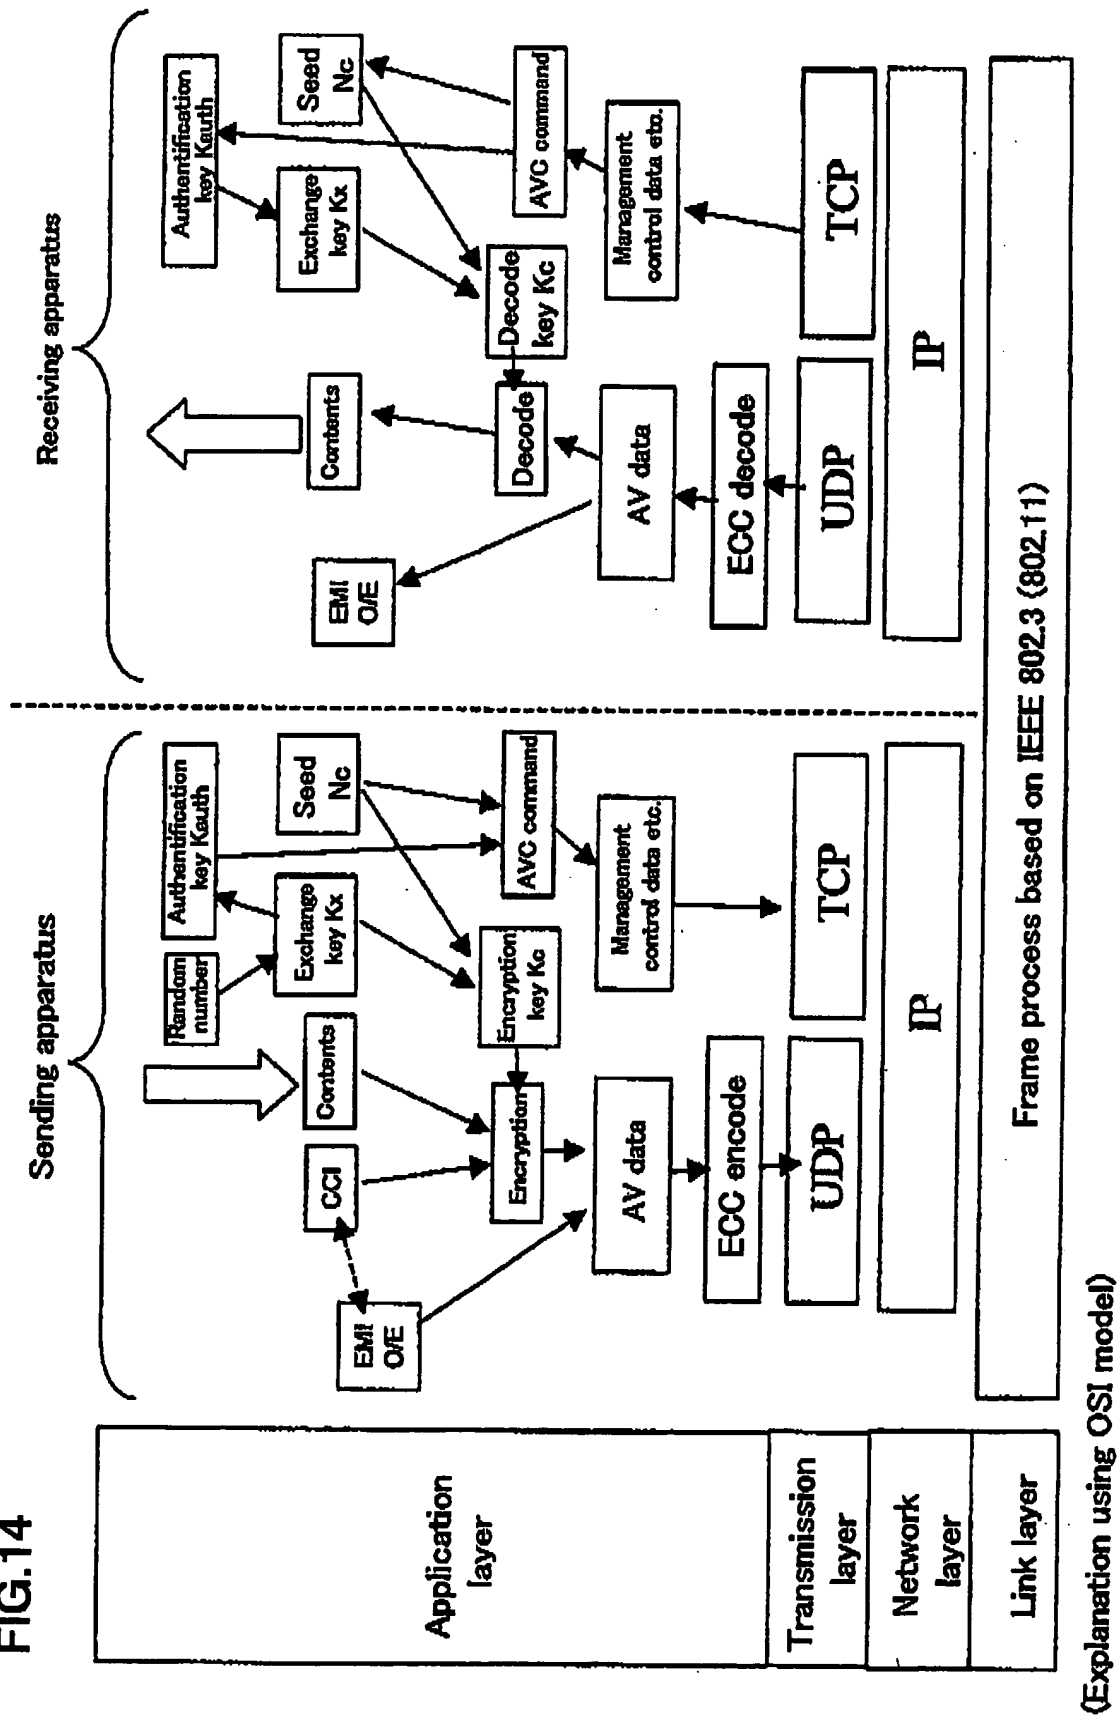 FIG.14
Sending apparatus
Receiving apparatus
Application
layer
Transmission
layer
Network
layer
Link layer
EMI
O/E
CCI
Contents
Random
number
Exchange
key Kx
Authentification
key Kauth
Seed
Nc
Encryption
Encryption
key Kc
AVC command
AV data
Management
control data etc.
ECC encode
UDP
TCP
IP
EMI
O/E
Contents
Exchange
key Kx
Authentification
key Kauth
Seed
Nc
Decode
Decode
key Kc
AVC command
AV data
Management
control data etc.
ECC decode
UDP
TCP
IP
Frame process based on IEEE 802.3 (802.11)
(Explanation using OSI model)